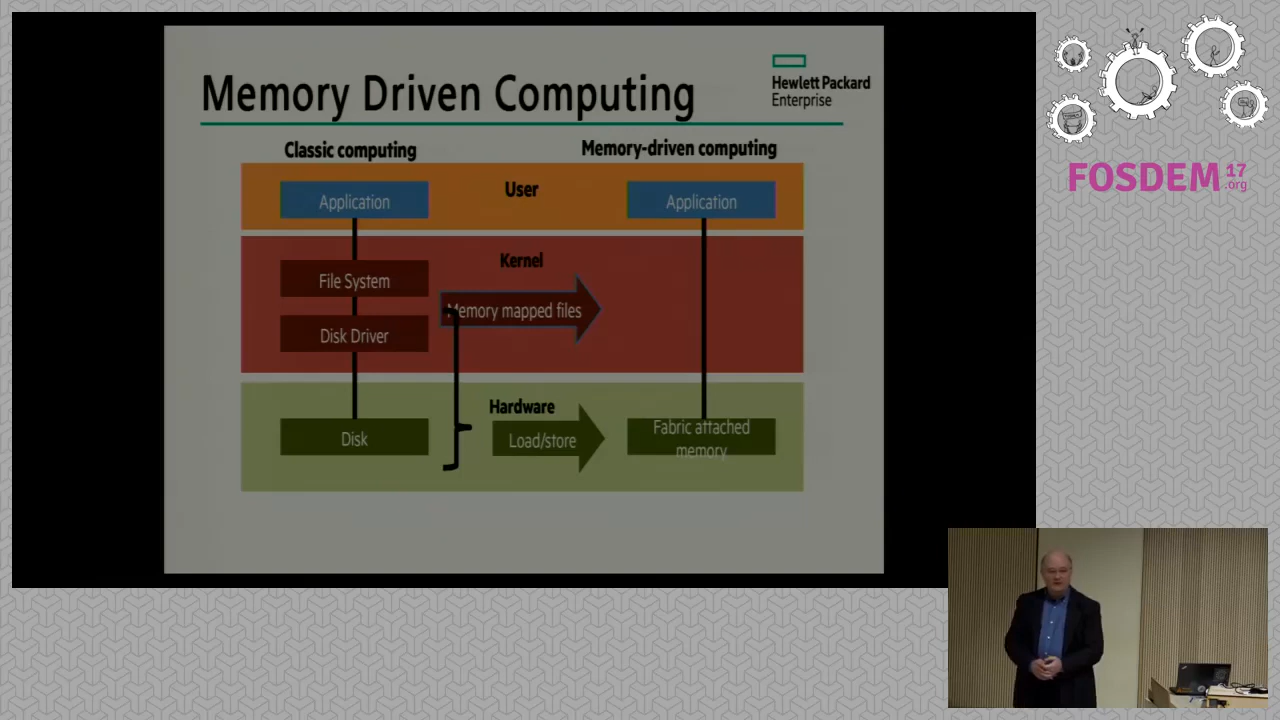 Memory Driven Computing
Hewlett Packard
Enterprise
Classic computing
Memory-driven computing
Application
User
Application
Kernel
File System
Memory mapped files
Disk Driver
Hardware
Disk
Load/store
Fabric attached
memory
FOSDEM 17
.org